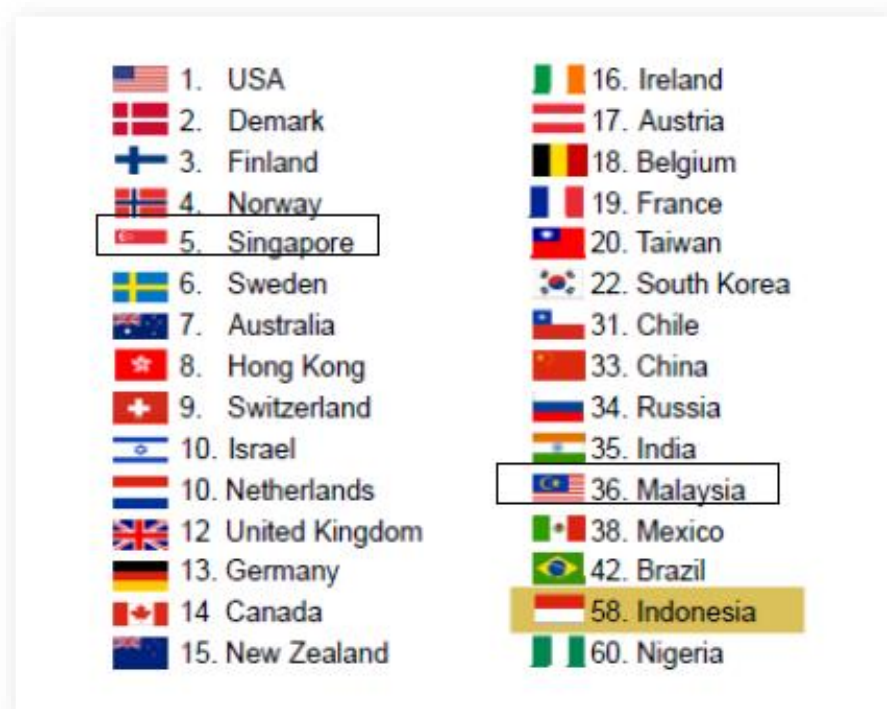 1. USA
2. Demark
3. Finland
4. Norway
5. Singapore
6. Sweden
7. Australia
8. Hong Kong
9. Switzerland
10. Israel
10. Netherlands
12 United Kingdom
13. Germany
14 Canada
15. New Zealand
16. Ireland
17. Austria
18. Belgium
19. France
20. Taiwan
22. South Korea
31. Chile
33. China
34. Russia
35. India
36. Malaysia
38. Mexico
42. Brazil
58. Indonesia
60. Nigeria